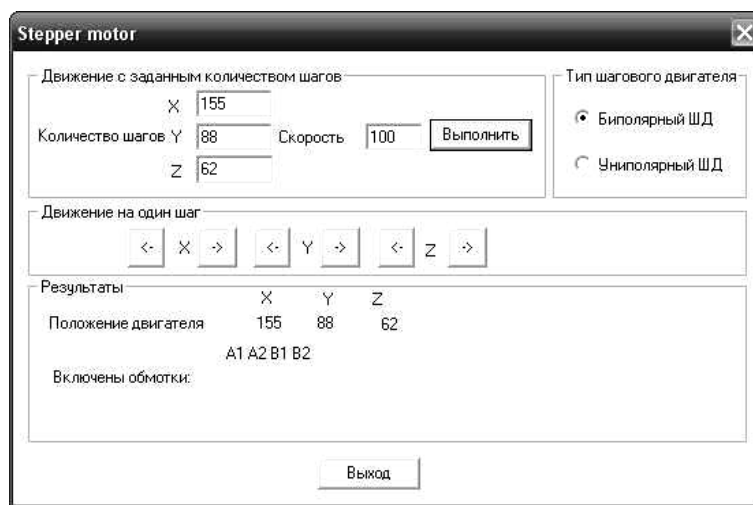 Stepper motor
Движение с заданным количеством шагов
X 155
Количество шагов Y 88 Скорость 100 Выполнить
Z 62
Тип шагового двигателя
Биполярный ШД
Униполярный ШД
Движение на один шаг
<- X -> <- Y -> <- Z ->
Результаты
X Y Z
Положение двигателя 155 88 62
A1 A2 B1 B2
Включены обмотки:
Выход